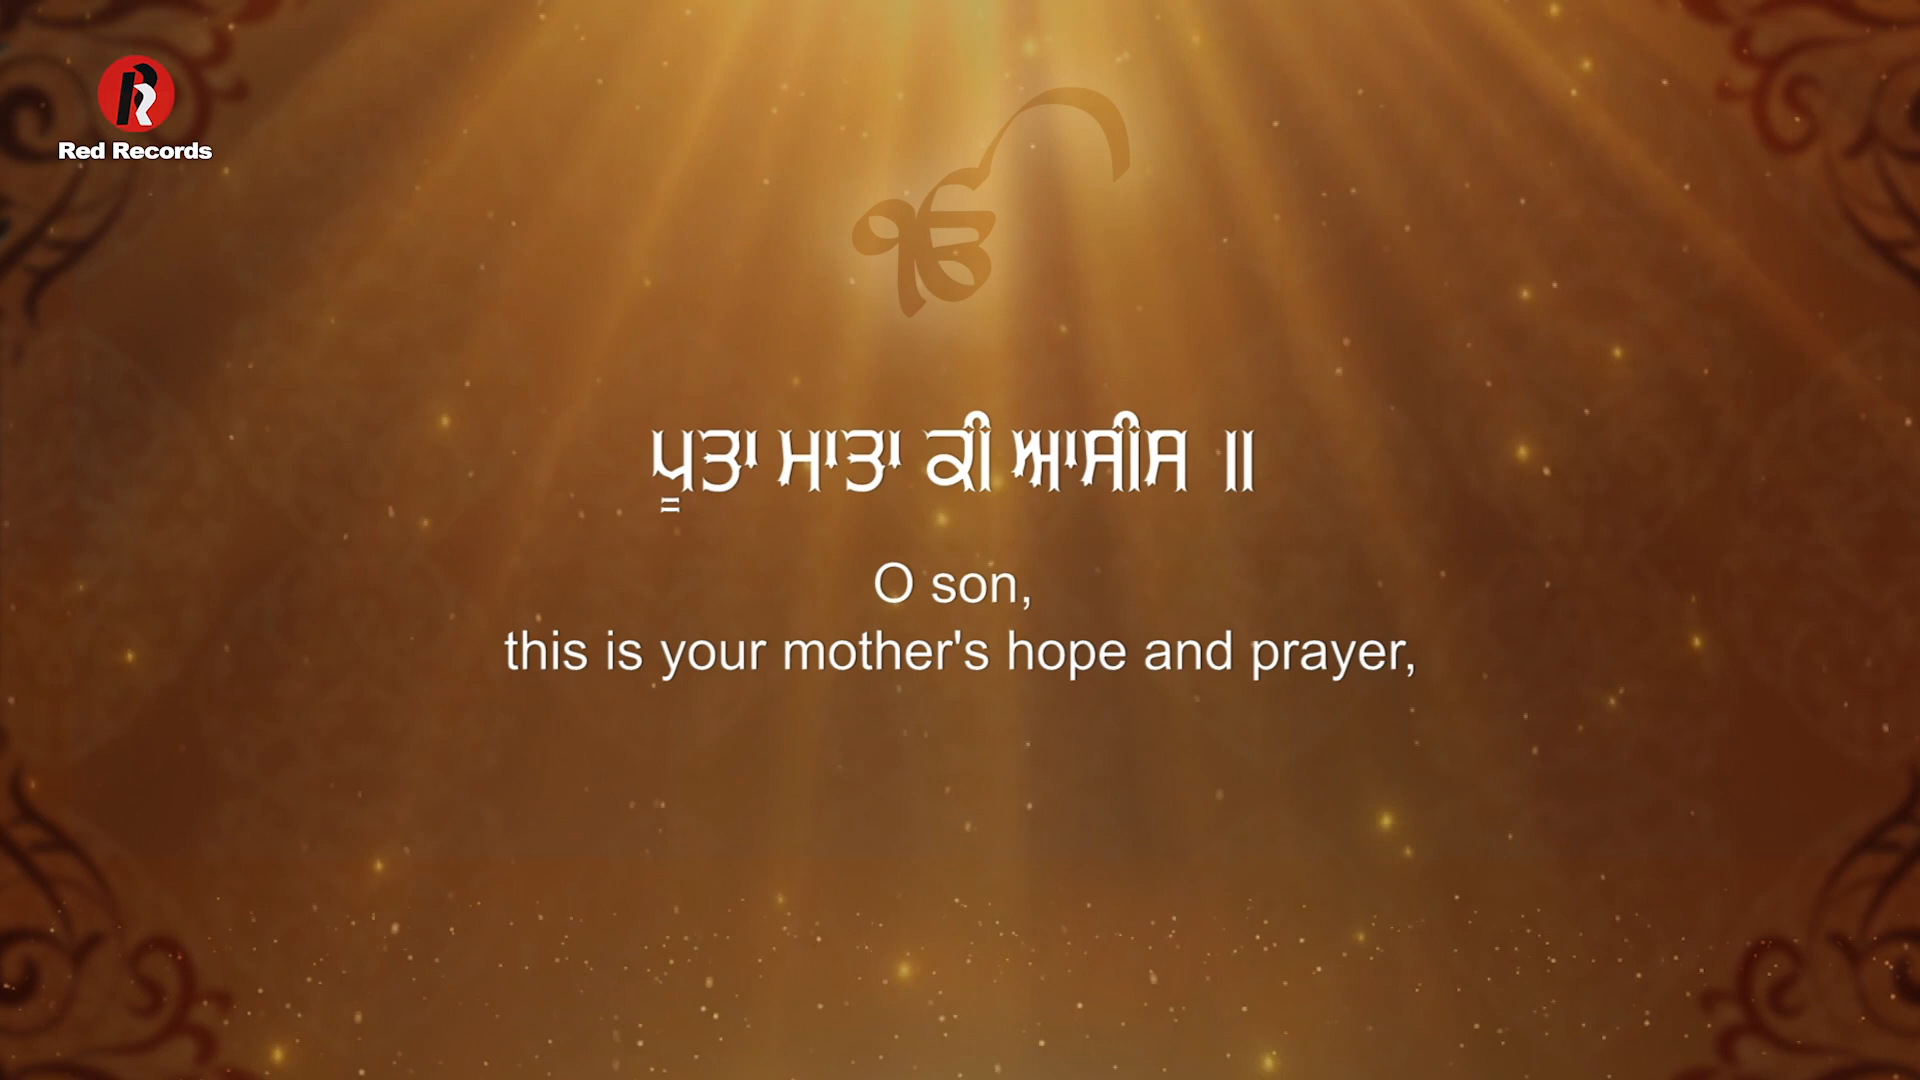 Red Records
ੴ
ਪੂਤਾ ਮਾਤਾ ਕੀ ਆਸੀਸ ॥
O son,
this is your mother's hope and prayer,